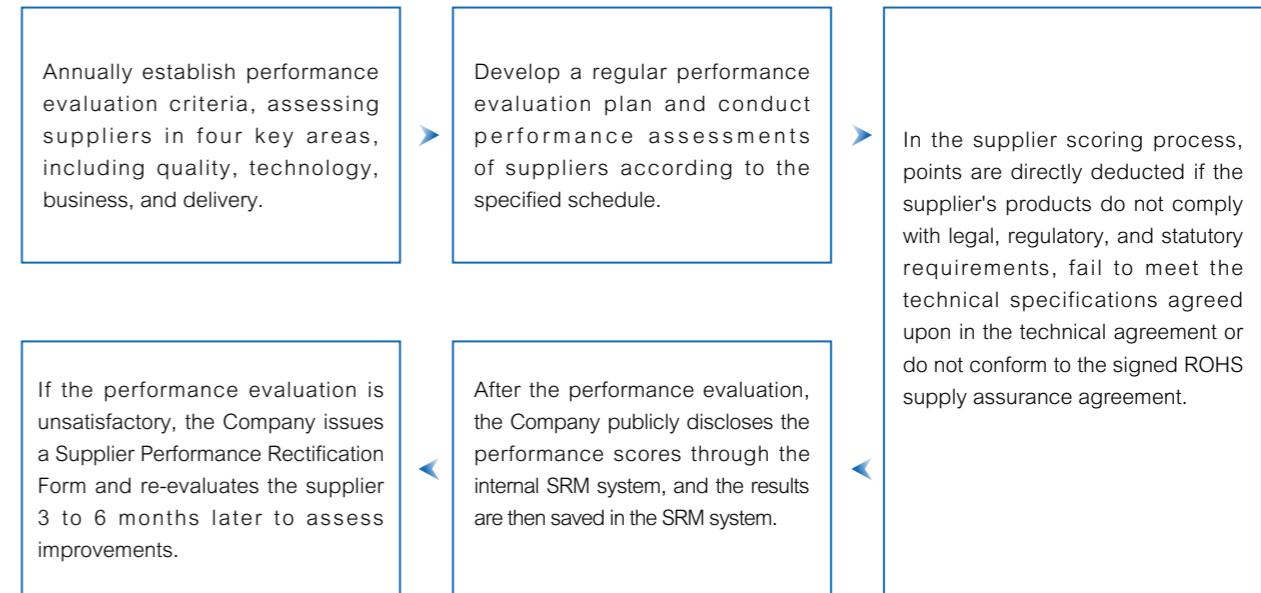 Annually establish performance
evaluation criteria, assessing
suppliers in four key areas,
including quality, technology,
business, and delivery.
Develop a regular performance
evaluation plan and conduct
performance assessments
of suppliers according to the
specified schedule.
In the supplier scoring process,
points are directly deducted if the
supplier's products do not comply
with legal, regulatory, and statutory
requirements, fail to meet the
technical specifications agreed
upon in the technical agreement or
do not conform to the signed ROHS
supply assurance agreement.
After the performance evaluation,
the Company publicly discloses the
performance scores through the
internal SRM system, and the results
are then saved in the SRM system.
If the performance evaluation is
unsatisfactory, the Company issues
a Supplier Performance Rectification
Form and re-evaluates the supplier
3 to 6 months later to assess
improvements.